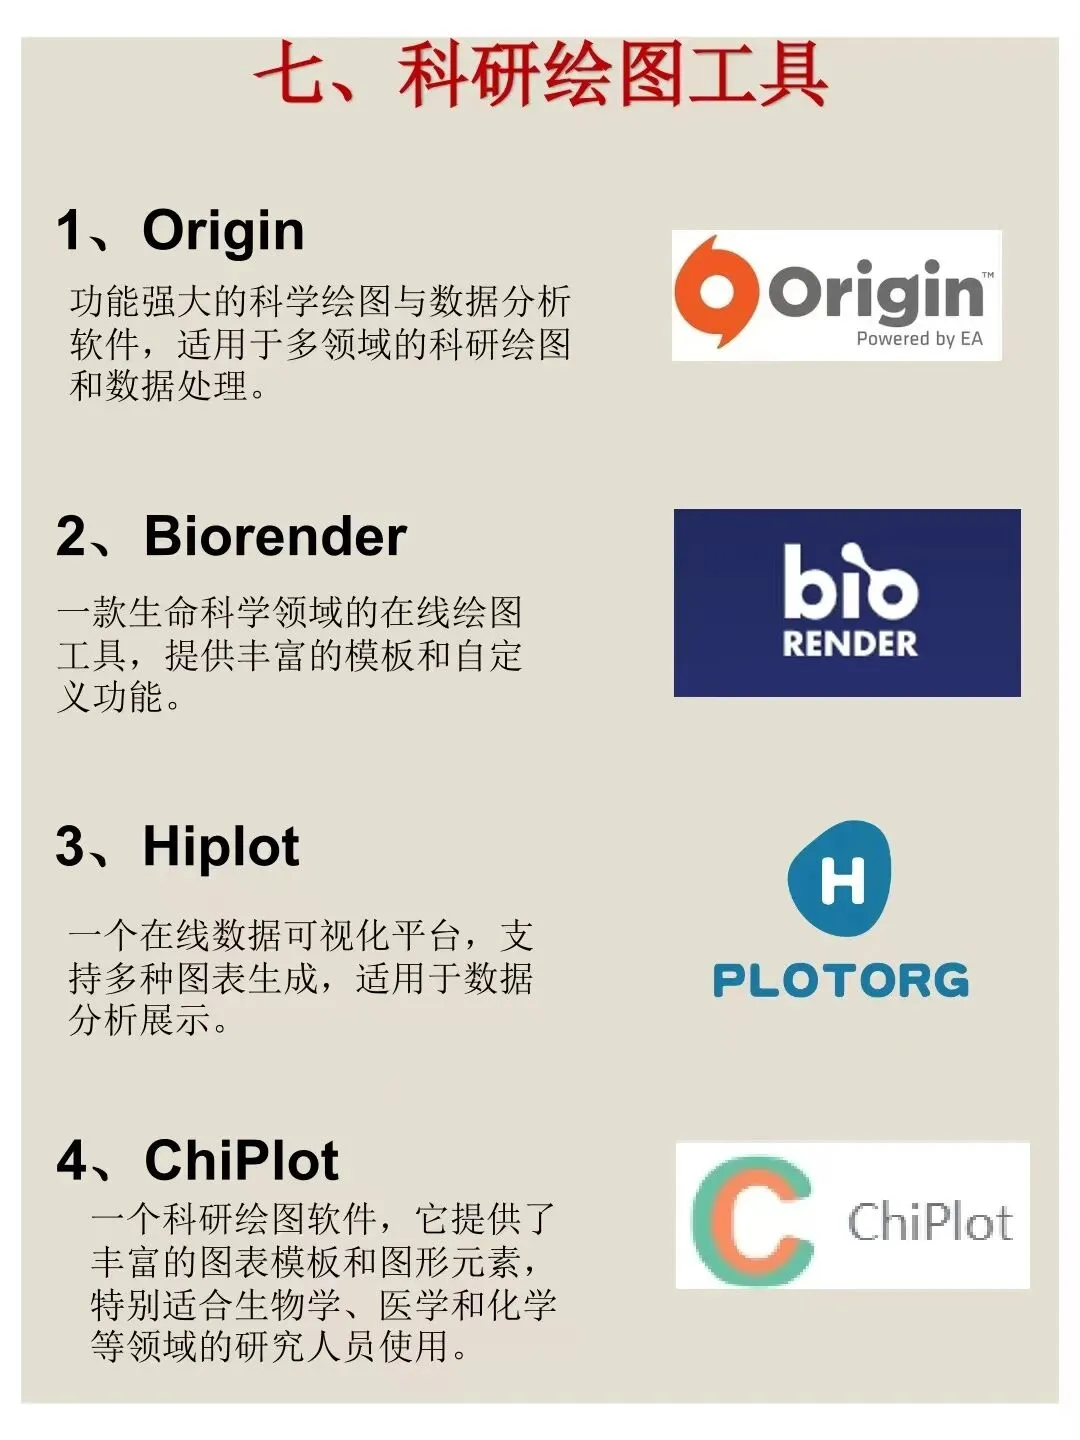 七、科研绘图工具
1、Origin
功能强大的科学绘图与数据分析
软件，适用于多领域的科研绘图
和数据处理。
Origin™
Powered by EA
2、Biorender
一款生命科学领域的在线绘图
工具，提供丰富的模板和自定
义功能。
bio
RENDER
3、Hiplot
一个在线数据可视化平台，支
持多种图表生成，适用于数据
分析展示。
H
PLOTORG
4、ChiPlot
一个科研绘图软件，它提供了
丰富的图表模板和图形元素，
特别适合生物学、医学和化学
等领域的研究人员使用。
C ChiPlot